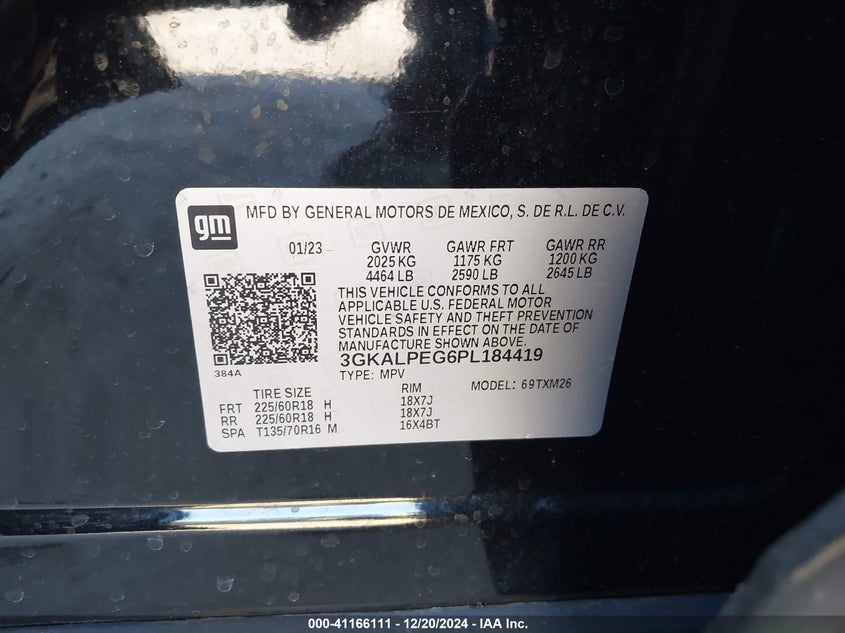 gm
MFD BY GENERAL MOTORS DE MEXICO, S. DE R.L. DE C.V.
01/23 GVWR GAWR FRT GAWR RR
2025 KG 1175 KG 1200 KG
4464 LB 2590 LB 2645 LB
THIS VEHICLE CONFORMS TO ALL
APPLICABLE U.S. FEDERAL MOTOR
VEHICLE SAFETY AND THEFT PREVENTION
STANDARDS IN EFFECT ON THE DATE OF
MANUFACTURE SHOWN ABOVE.
3GKALPEG6PL184419
384A
TYPE: MPV MODEL: 69TXM26
TIRE SIZE RIM
FRT 225/60R18 H 18X7J
RR 225/60R18 H 18X7J
SPA T135/70R16 M 16X4BT
000-41166111 - 12/20/2024 - IAA Inc.